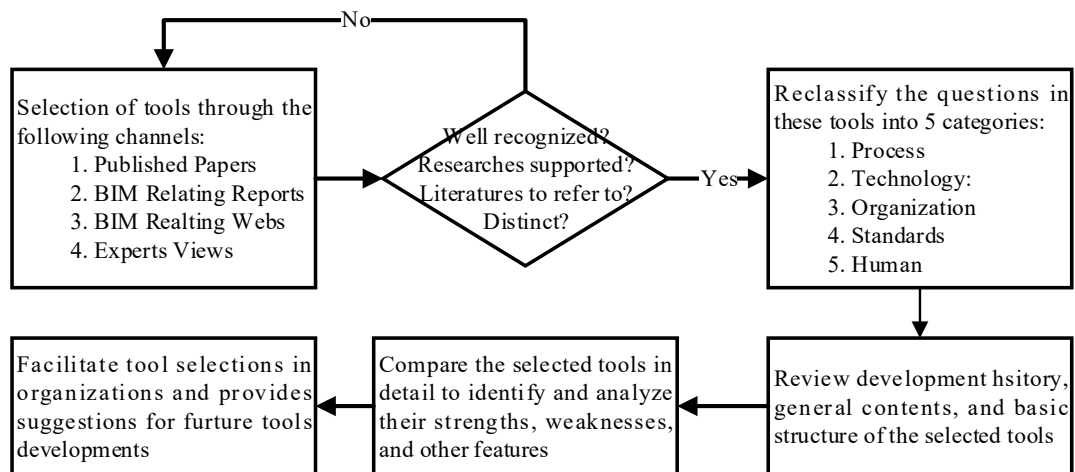 No
Selection of tools through the
following channels:
1. Published Papers
2. BIM Relating Reports
3. BIM Realting Webs
4. Experts Views
Well recognized?
Researches supported?
Literatures to refer to?
Distinct?
Yes
Reclassify the questions in
these tools into 5 categories:
1. Process
2. Technology:
3. Organization
4. Standards
5. Human
Review development hsitory,
general contents, and basic
structure of the selected tools
Compare the selected tools in
detail to identify and analyze
their strengths, weaknesses,
and other features
Facilitate tool selections in
organizations and provides
suggestions for furture tools
developments